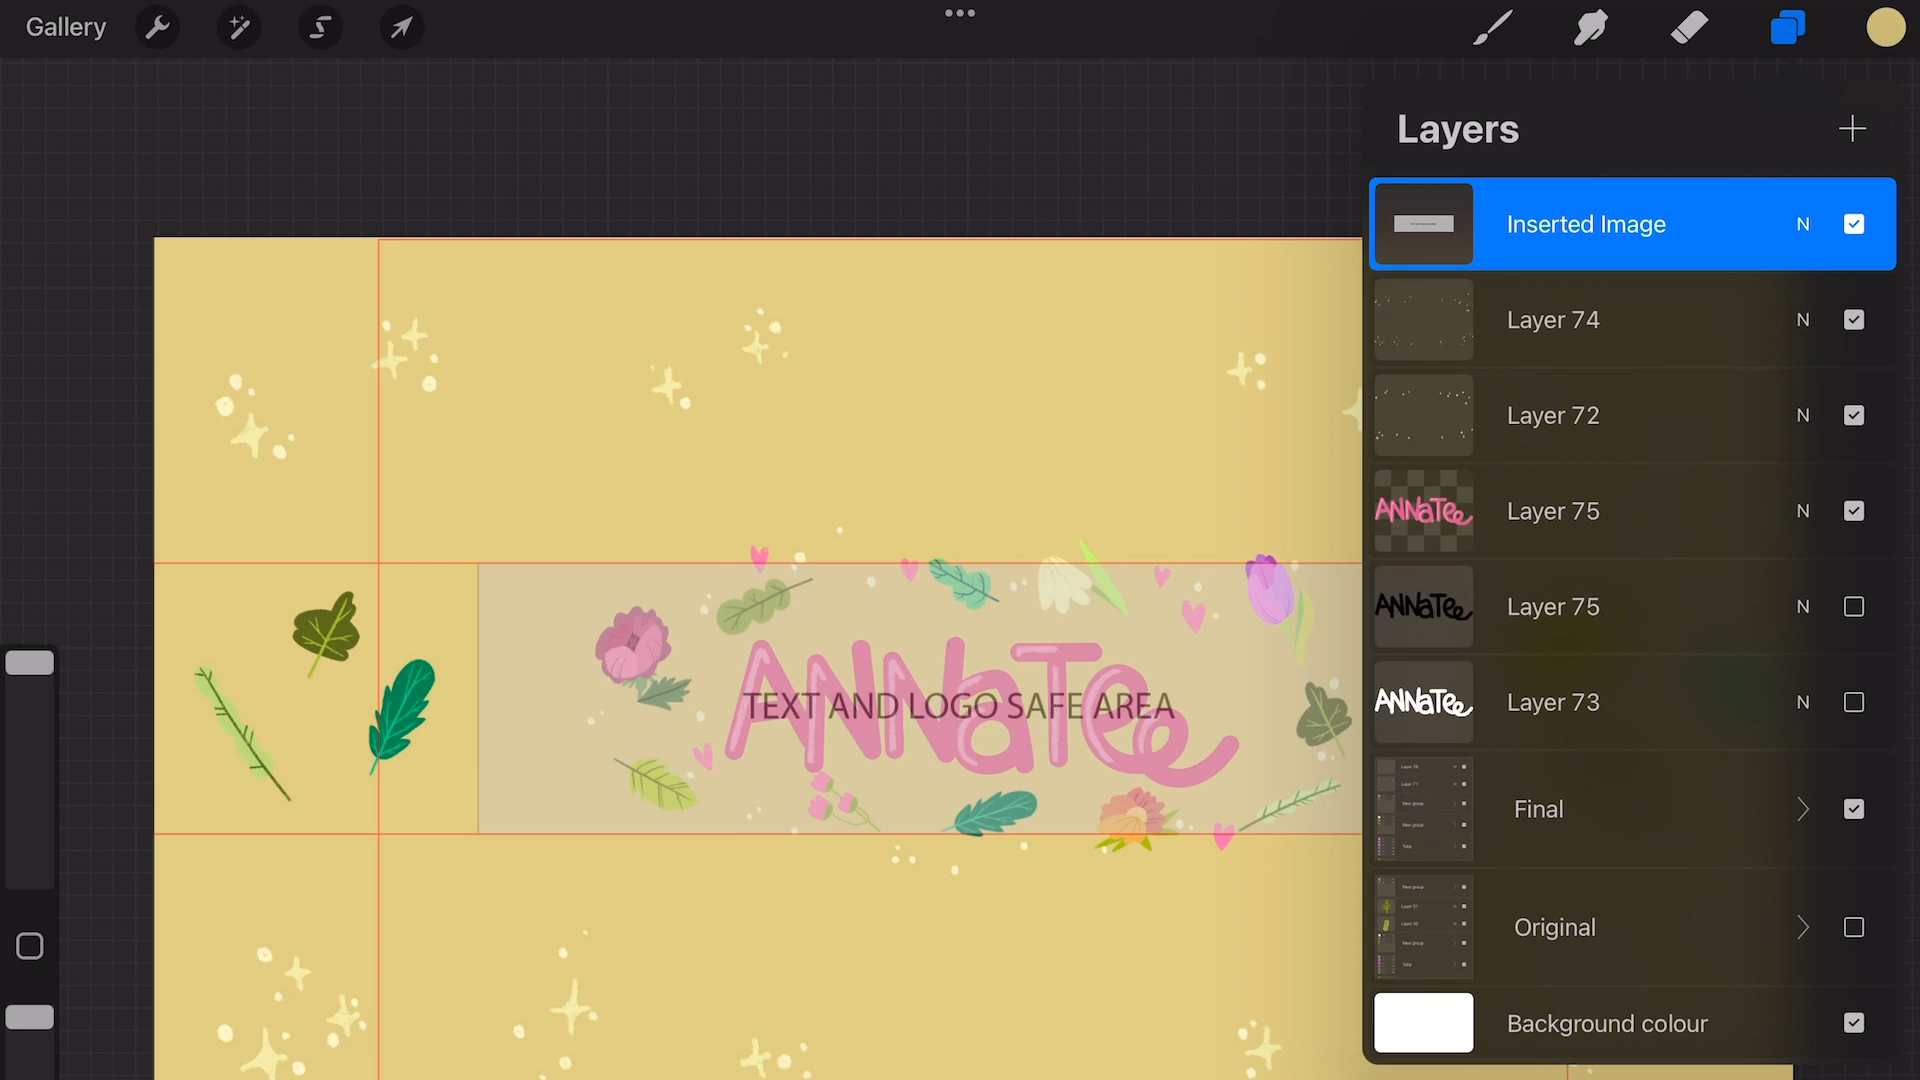 Gallery
Layers
Inserted Image N
Layer 74 N
Layer 72 N
ANNaTee Layer 75 N
ANNaTee Layer 75 N
ANNaTee Layer 73 N
Final
Original
Background colour
ANNaTee
TEXT AND LOGO SAFE AREA